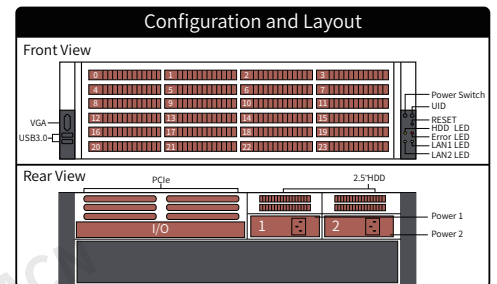 Configuration and Layout
Front View
0 1 2 3
4 5 6 7
8 9 10 11
12 13 14 15
16 17 18 19
20 21 22 23
VGA
USB3.0
Power Switch
UID
RESET
HDD LED
Error LED
LAN1 LED
LAN2 LED
Rear View
PCIe
2.5"HDD
I/O
1
2
Power 1
Power 2
ACN